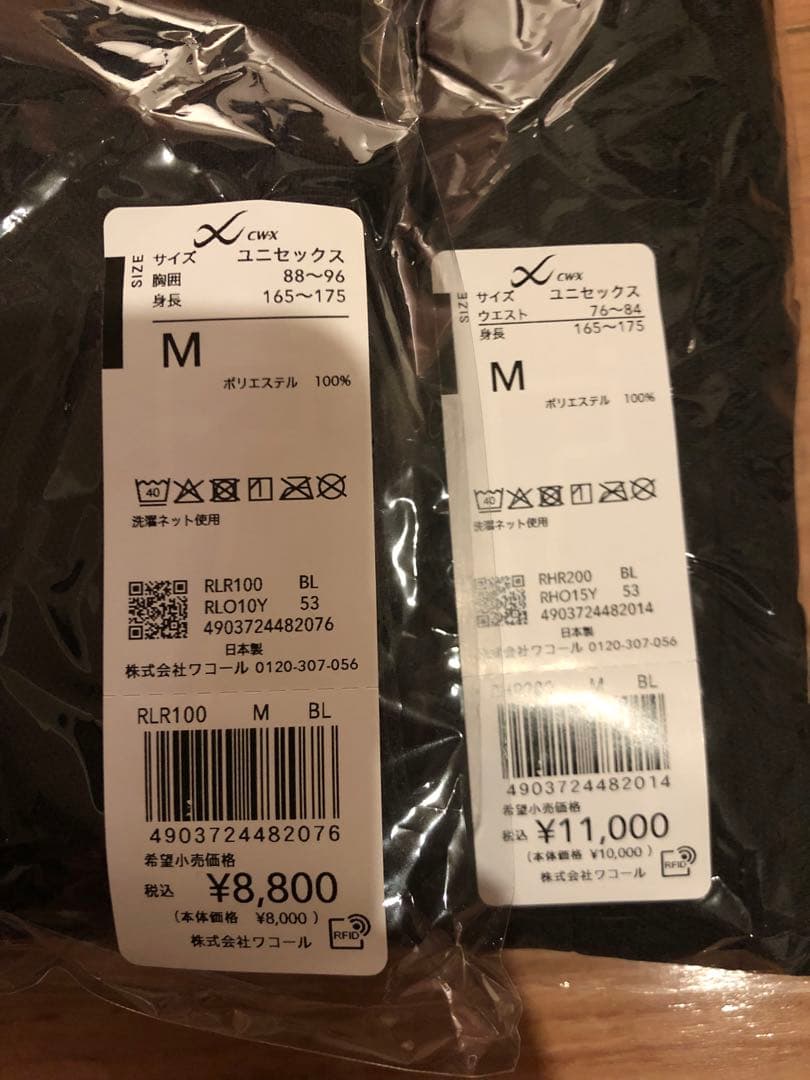 CW-X
SIZE
サイズ ユニセックス
胸囲 88～96
身長 165～175
M
ポリエステル 100%
40
洗濯ネット使用
RLR100 BL
RLO10Y 53
4903724482076
日本製
株式会社ワコール 0120-307-056
RLR100 M BL
4903724482076
希望小売価格
税込 ¥8,800
(本体価格 ¥8,000 )
株式会社ワコール
RFID
CW-X
SIZE
サイズ ユニセックス
ウエスト 76～84
身長 165～175
M
ポリエステル 100%
40
洗濯ネット使用
RHR200 BL
RHO15Y 53
4903724482014
日本製
株式会社ワコール 0120-307-056
RHR200 M BL
4903724482014
希望小売価格
税込 ¥11,000
(本体価格 ¥10,000 )
株式会社ワコール
RFID